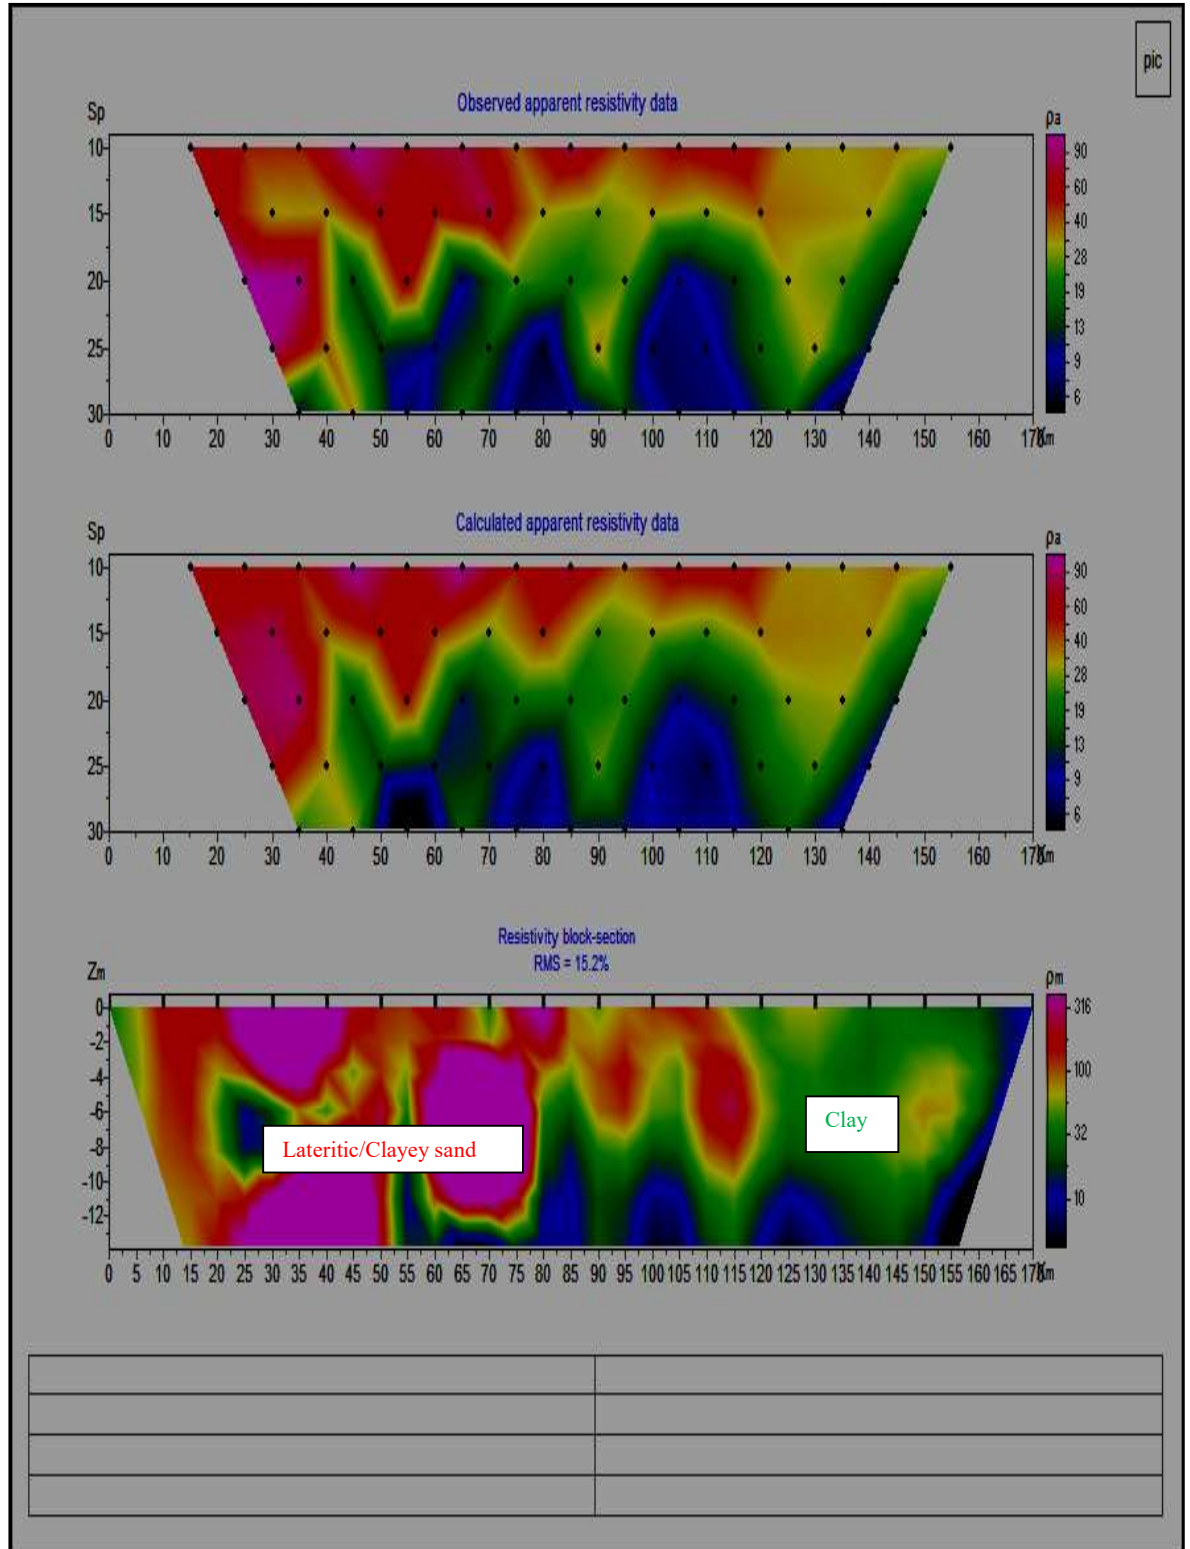 pic
Observed apparent resistivity data
Sp
ρa
10
15
20
25
30
90
60
40
28
19
13
9
6
0 10 20 30 40 50 60 70 80 90 100 110 120 130 140 150 160 170 Xm
Calculated apparent resistivity data
Sp
ρa
10
15
20
25
30
90
60
40
28
19
13
9
6
0 10 20 30 40 50 60 70 80 90 100 110 120 130 140 150 160 Xm
Resistivity block-section
RMS = 15.2%
Zm
ρm
0
-2
-4
-6
-8
-10
-12
316
100
32
10
Lateritic/Clayey sand
Clay
0 5 10 15 20 25 30 35 40 45 50 55 60 65 70 75 80 85 90 95 100 105 110 115 120 125 130 135 140 145 150 155 160 165 Xm